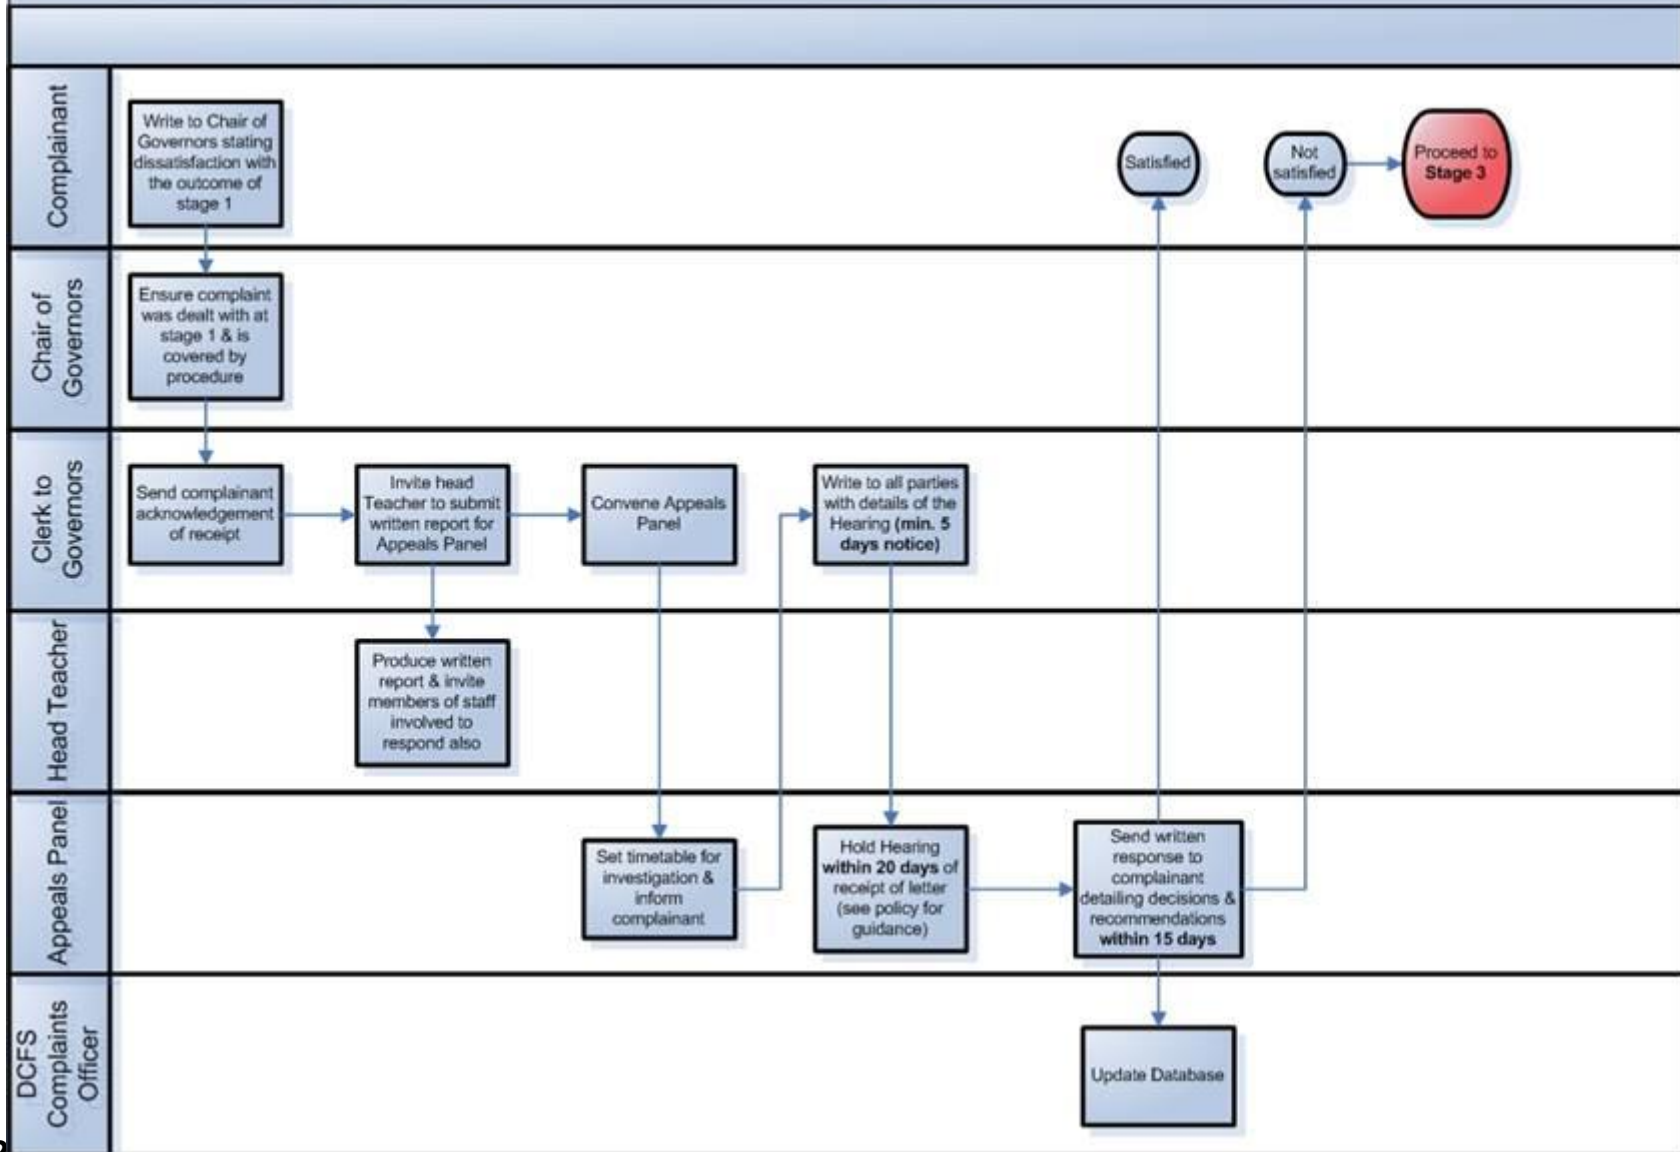 Complainant
Write to Chair of
Governors stating
dissatisfaction with
the outcome of
stage 1
Satisfied
Not
satisfied
Proceed to
Stage 3
Chair of
Governors
Ensure complaint
was dealt with at
stage 1 & is
covered by
procedure
Clerk to
Governors
Send complainant
acknowledgement
of receipt
Invite head
Teacher to submit
written report for
Appeals Panel
Convene Appeals
Panel
Write to all parties
with details of the
Hearing (min. 5
days notice)
Head Teacher
Produce written
report & invite
members of staff
involved to
respond also
Appeals Panel
Set timetable for
investigation &
inform
complainant
Hold Hearing
within 20 days of
receipt of letter
(see policy for
guidance)
Send written
response to
complainant
detailing decisions &
recommendations
within 15 days
DCFS
Complaints
Officer
Update Database